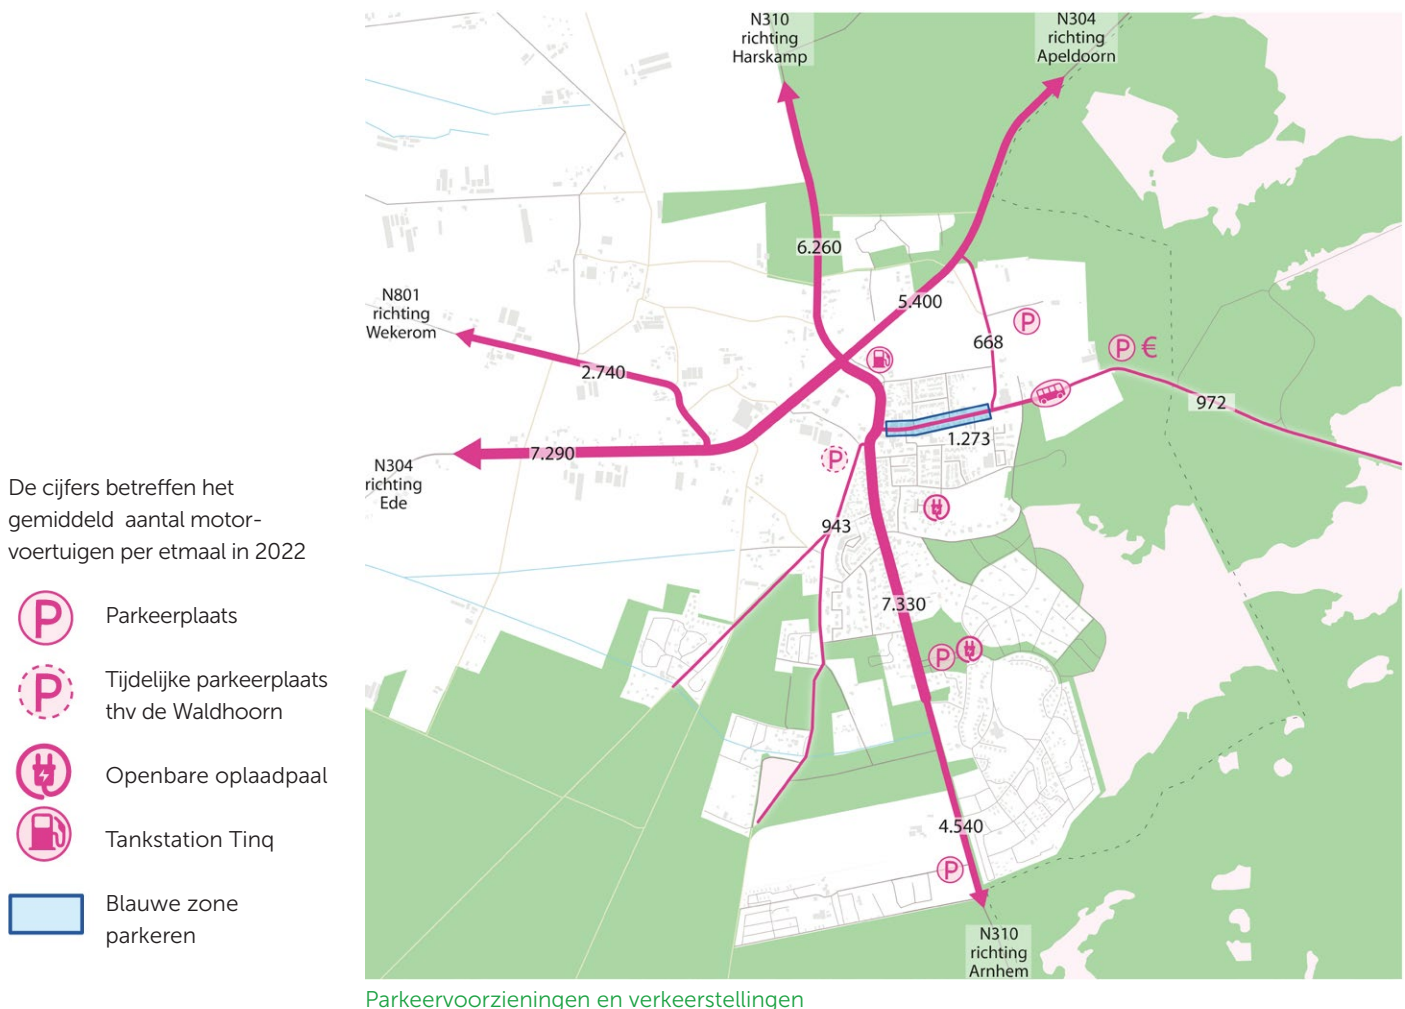 N310
richting
Harskamp
N304
richting
Apeldoorn
6.260
5.400
N801
richting
Wekerom
668
P
P €
2.740
972
1.273
7.290
P
N304
richting
Ede
943
7.330
P
4.540
P
N310
richting
Arnhem
De cijfers betreffen het
gemiddeld aantal motor-
voertuigen per etmaal in 2022
P Parkeerplaats
P Tijdelijke parkeerplaats
thv de Waldhoorn
Openbare oplaadpaal
Tankstation Tinq
Blauwe zone
parkeren
Parkeervoorzieningen en verkeerstellingen